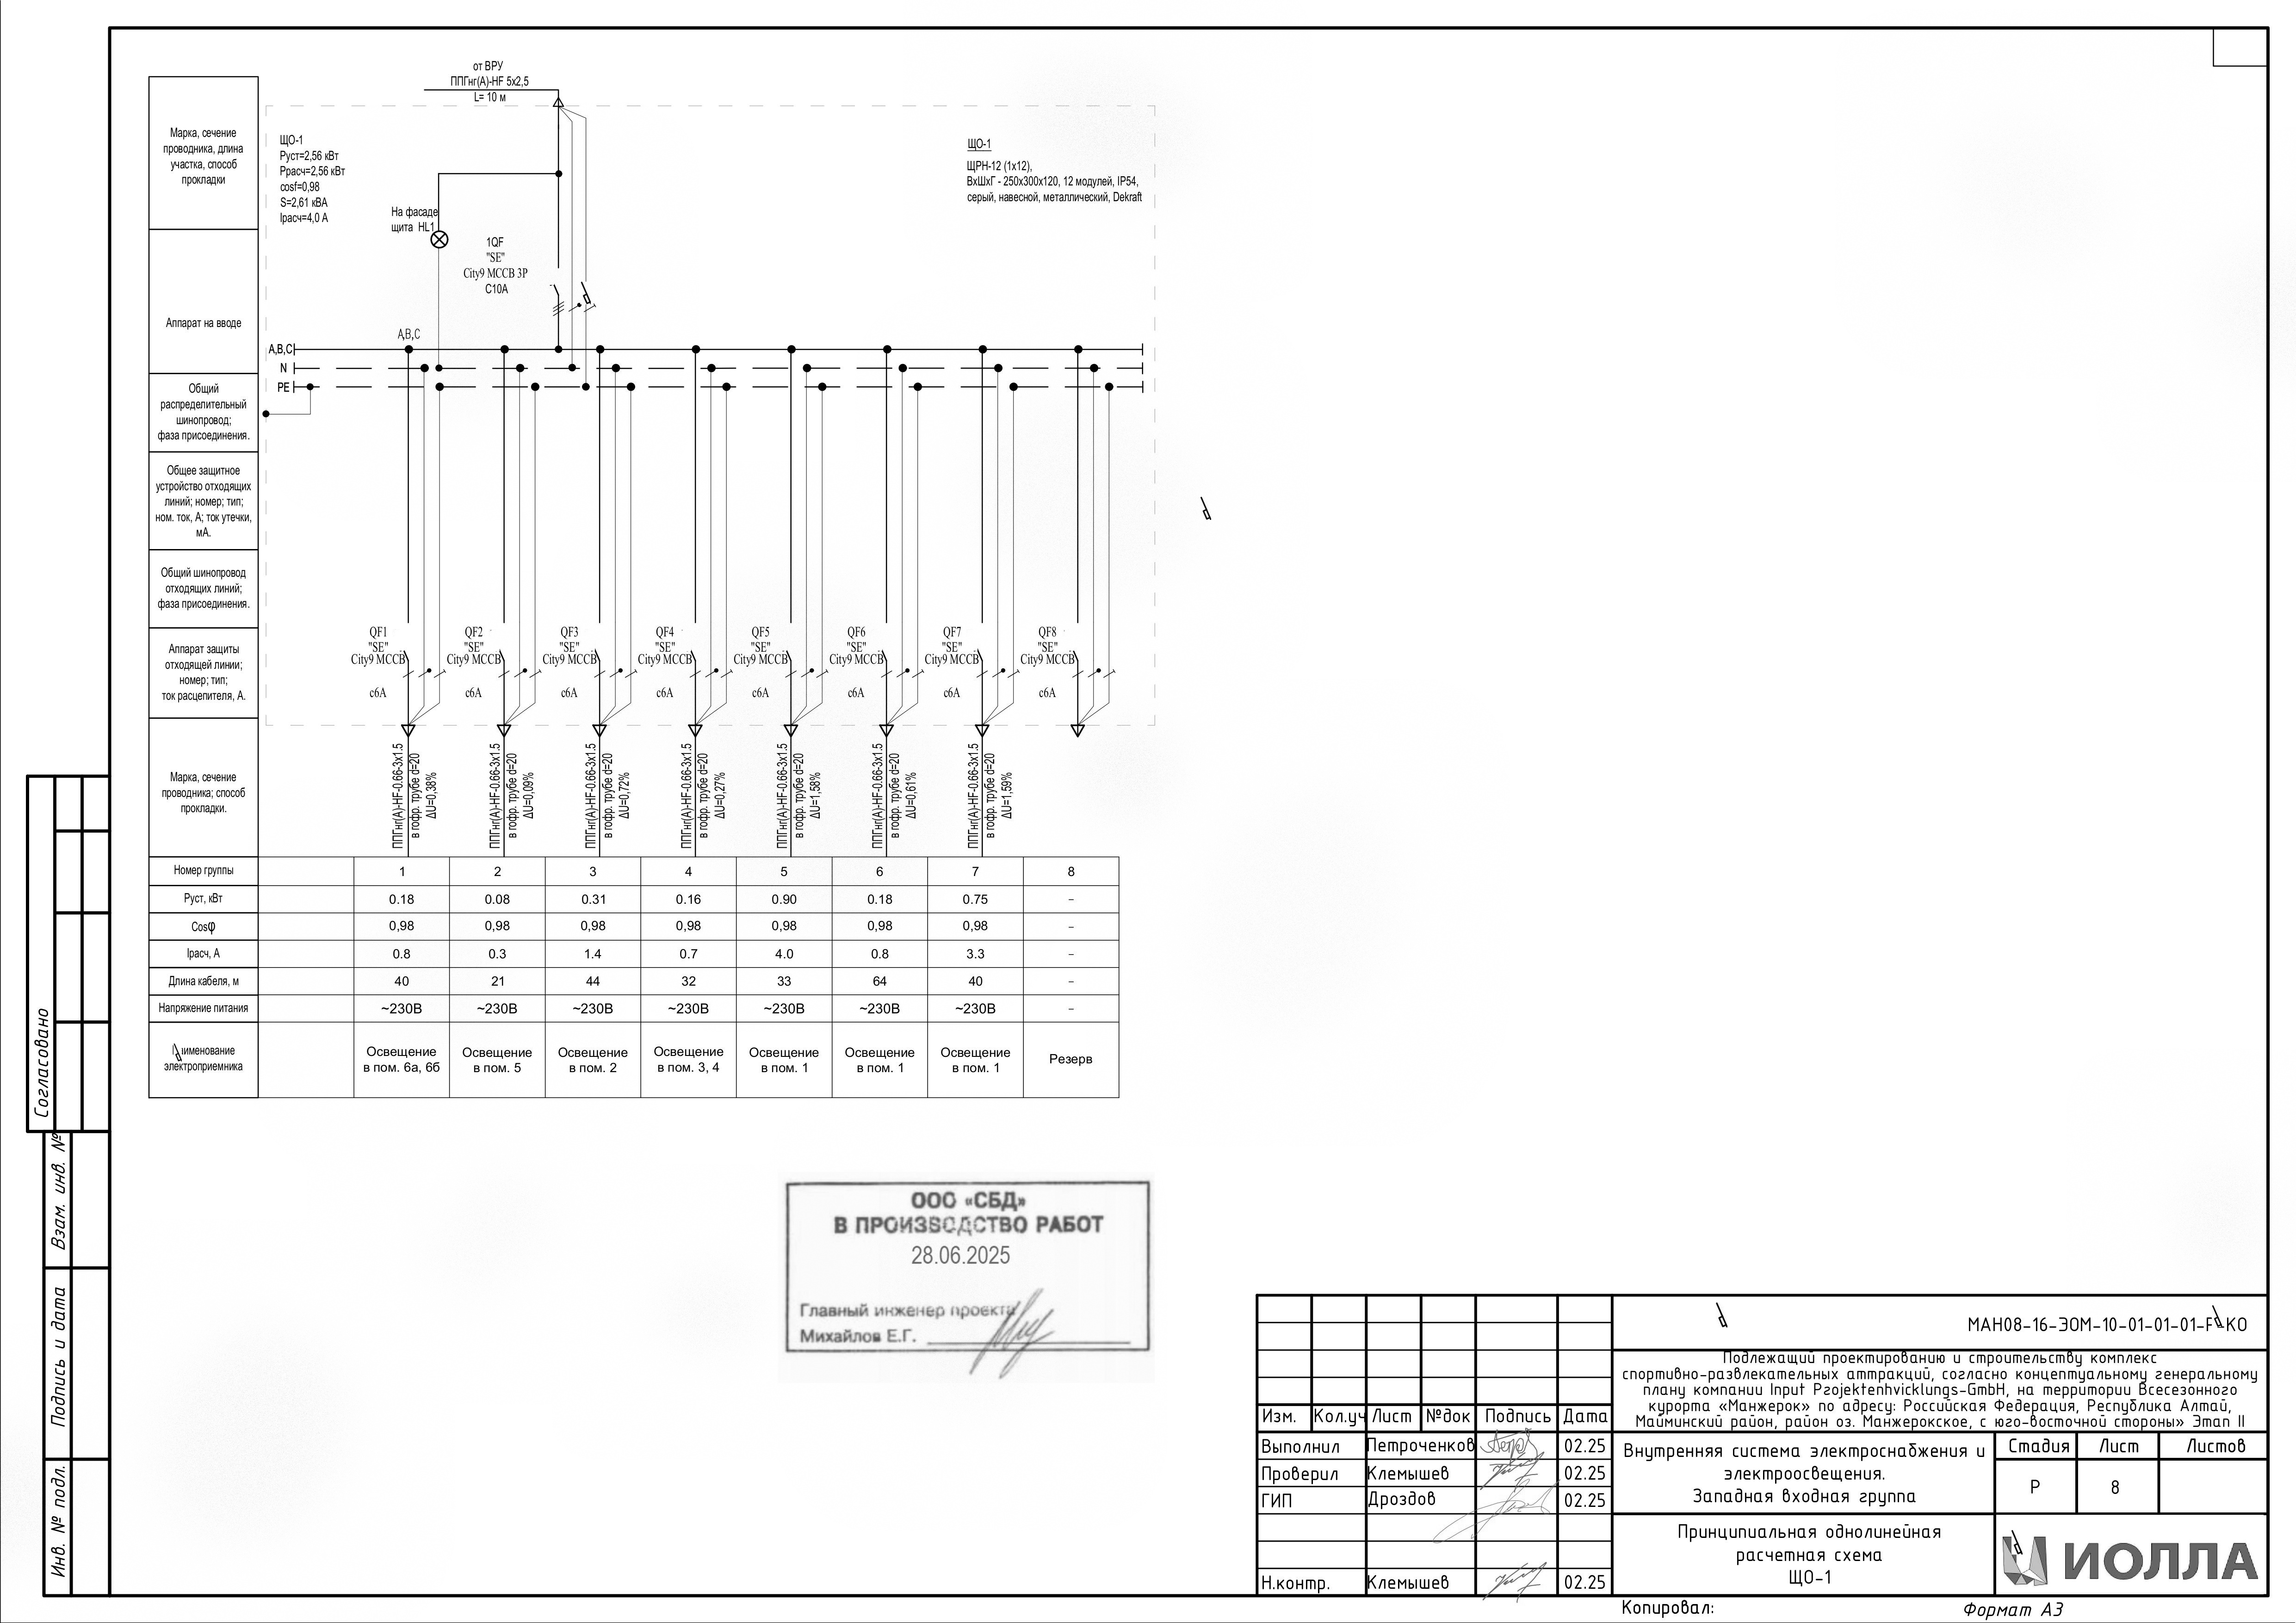 от ВРУ
ППГнг(А)-HF 5х2,5
L= 10 м
Марка, сечение
проводника, длина
участка, способ
прокладки
ЩО-1
Руст=2,56 кВт
Ррасч=2,56 кВт
cosf=0,98
S=2,61 кВА
Iрасч=4,0 А
ЩО-1
ЩРН-12 (1х12),
ВхШхГ - 250х300х120, 12 модулей, IP54,
серый, навесной, металлический, Dekraft
На фасаде
щита HL1
1QF
"SE"
City9 MCCB 3P
C10A
Аппарат на вводе
A,B,C
A,B,C
N
PE
Общий
распределительный
шинопровод;
фаза присоединения.
Общее защитное
устройство отходящих
линий; номер; тип;
ном. ток, А; ток утечки,
мА.
Общий шинопровод
отходящих линий;
фаза присоединения.
Аппарат защиты
отходящей линии;
номер; тип;
ток расцепителя, А.
QF1 QF2 QF3 QF4 QF5 QF6 QF7 QF8
"SE" "SE" "SE" "SE" "SE" "SE" "SE" "SE"
City9 MCCB City9 MCCB City9 MCCB City9 MCCB City9 MCCB City9 MCCB City9 MCCB City9 MCCB
c6A c6A c6A c6A c6A c6A c6A c6A
Марка, сечение
проводника; способ
прокладки.
ППГнг(А)-HF-0.66-3х1.5
в гофр. трубе d=20
ΔU=0,38%
ППГнг(А)-HF-0.66-3х1.5
в гофр. трубе d=20
ΔU=0,09%
ППГнг(А)-HF-0.66-3х1.5
в гофр. трубе d=20
ΔU=0,72%
ППГнг(А)-HF-0.66-3х1.5
в гофр. трубе d=20
ΔU=0,27%
ППГнг(А)-HF-0.66-3х1.5
в гофр. трубе d=20
ΔU=1,58%
ППГнг(А)-HF-0.66-3х1.5
в гофр. трубе d=20
ΔU=0,61%
ППГнг(А)-HF-0.66-3х1.5
в гофр. трубе d=20
ΔU=1,59%
Номер группы 1 2 3 4 5 6 7 8
Руст, кВт 0.18 0.08 0.31 0.16 0.90 0.18 0.75 –
Cosφ 0,98 0,98 0,98 0,98 0,98 0,98 0,98 –
Iрасч, А 0.8 0.3 1.4 0.7 4.0 0.8 3.3 –
Длина кабеля, м 40 21 44 32 33 64 40 –
Напряжение питания ~230В ~230В ~230В ~230В ~230В ~230В ~230В –
именование
электроприемника
Освещение
в пом. 6а, 6б
Освещение
в пом. 5
Освещение
в пом. 2
Освещение
в пом. 3, 4
Освещение
в пом. 1
Освещение
в пом. 1
Освещение
в пом. 1
Резерв
Согласовано
Взам. инв. №
Подпись и дата
Инв. № подл.
ООО «СБД»
В ПРОИЗВОДСТВО РАБОТ
28.06.2025
Главный инженер проекта
Михайлов Е.Г.
МАН08-16-ЭОМ-10-01-01-01-Р-КО
Подлежащий проектированию и строительству комплекс
спортивно-развлекательных аттракций, согласно концептуальному генеральному
плану компании Input Projektenhvicklungs-GmbH, на территории Всесезонного
курорта «Манжерок» по адресу: Российская Федерация, Республика Алтай,
Майминский район, район оз. Манжерокское, с юго-восточной стороны» Этап II
Изм. Кол.уч Лист №док Подпись Дата
Выполнил Петроченков 02.25
Проверил Клемышев 02.25
ГИП Дроздов 02.25
Н.контр. Клемышев 02.25
Внутренняя система электроснабжения и
электроосвещения.
Западная входная группа
Стадия Лист Листов
Р 8
Принципиальная однолинейная
расчетная схема
ЩО-1
ИОЛЛА
Копировал:
Формат А3